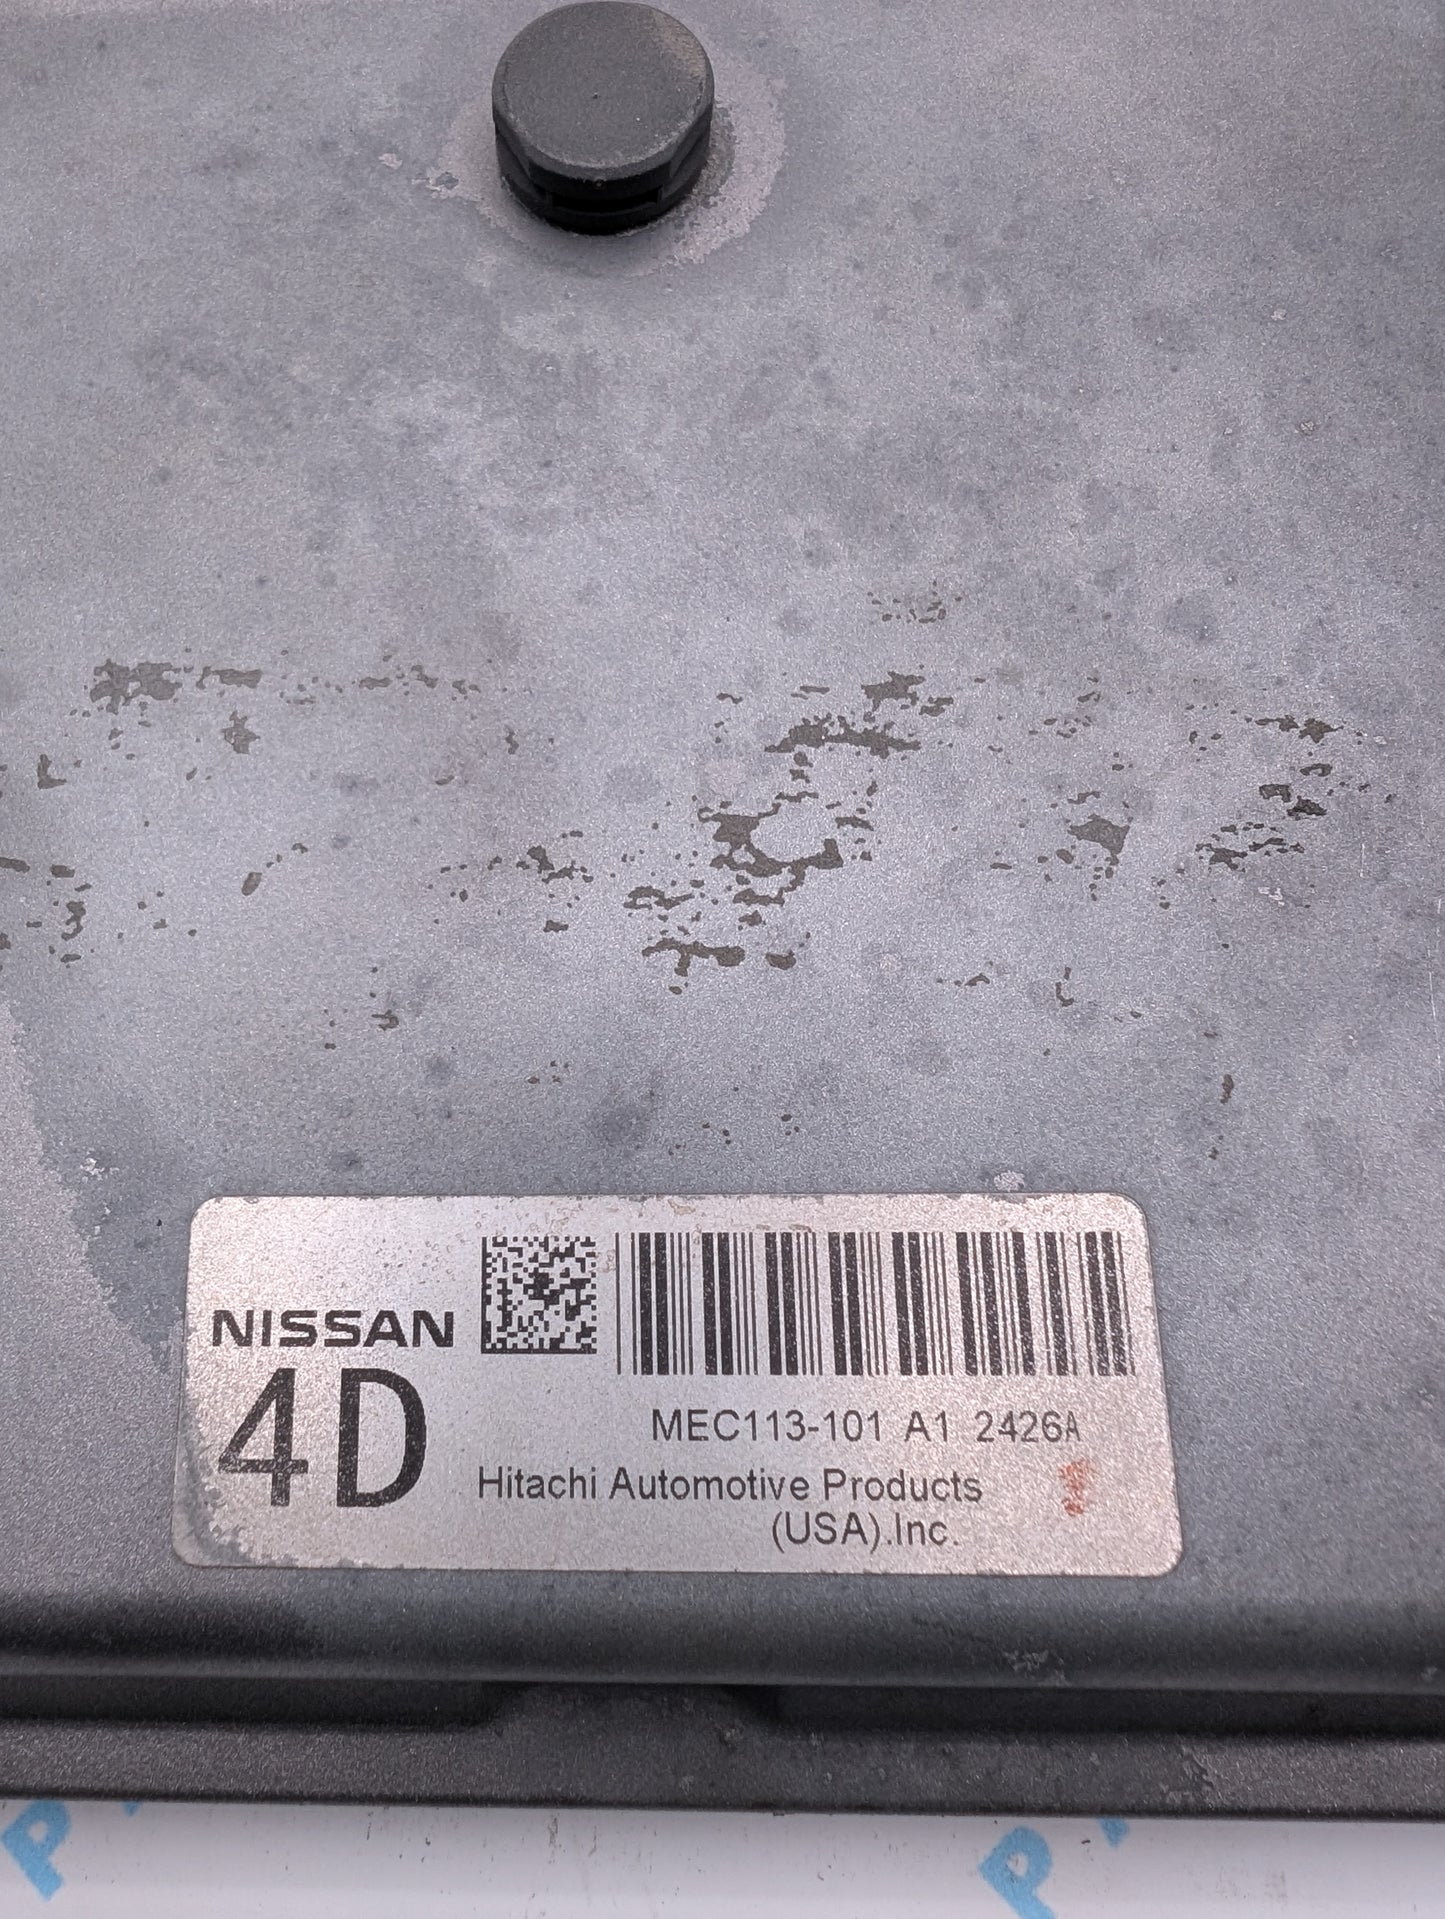 NISSAN
4D
MEC113-101 A1 2426A
Hitachi Automotive Products
(USA).Inc.